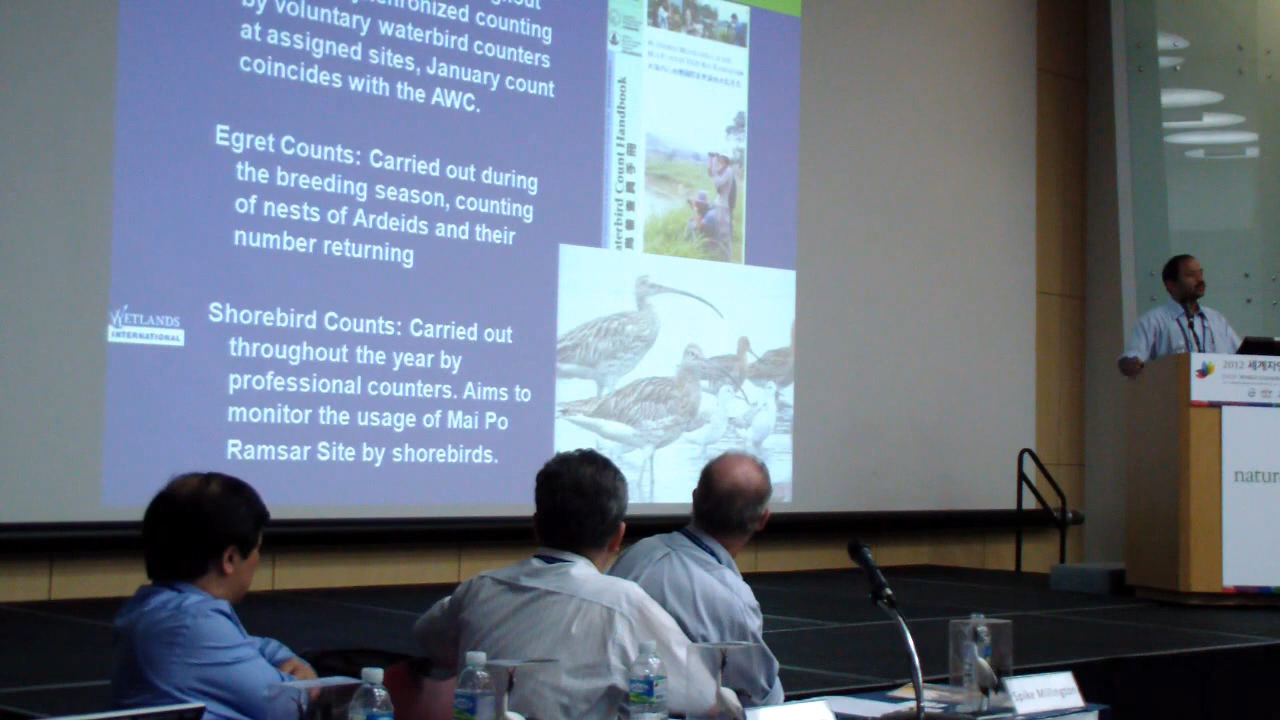 by voluntary waterbird counters
at assigned sites, January count
coincides with the AWC.
Egret Counts: Carried out during
the breeding season, counting
of nests of Ardeids and their
number returning
Shorebird Counts: Carried out
throughout the year by
professional counters. Aims to
monitor the usage of Mai Po
Ramsar Site by shorebirds.
WETLANDS
INTERNATIONAL
Count Handbook
2012 세계자
natur
Spike Millington